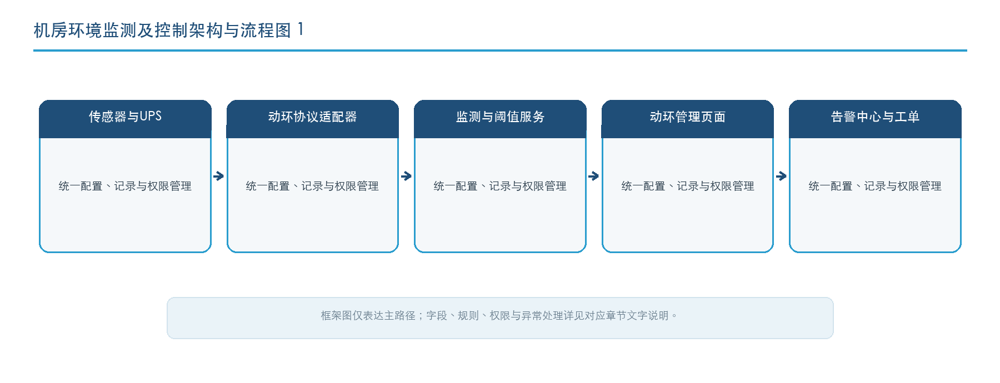 机房环境监测及控制架构与流程图 1
传感器与UPS
统一配置、记录与权限管理
动环协议适配器
统一配置、记录与权限管理
监测与阈值服务
统一配置、记录与权限管理
动环管理页面
统一配置、记录与权限管理
告警中心与工单
统一配置、记录与权限管理
框架图仅表达主路径；字段、规则、权限与异常处理详见对应章节文字说明。